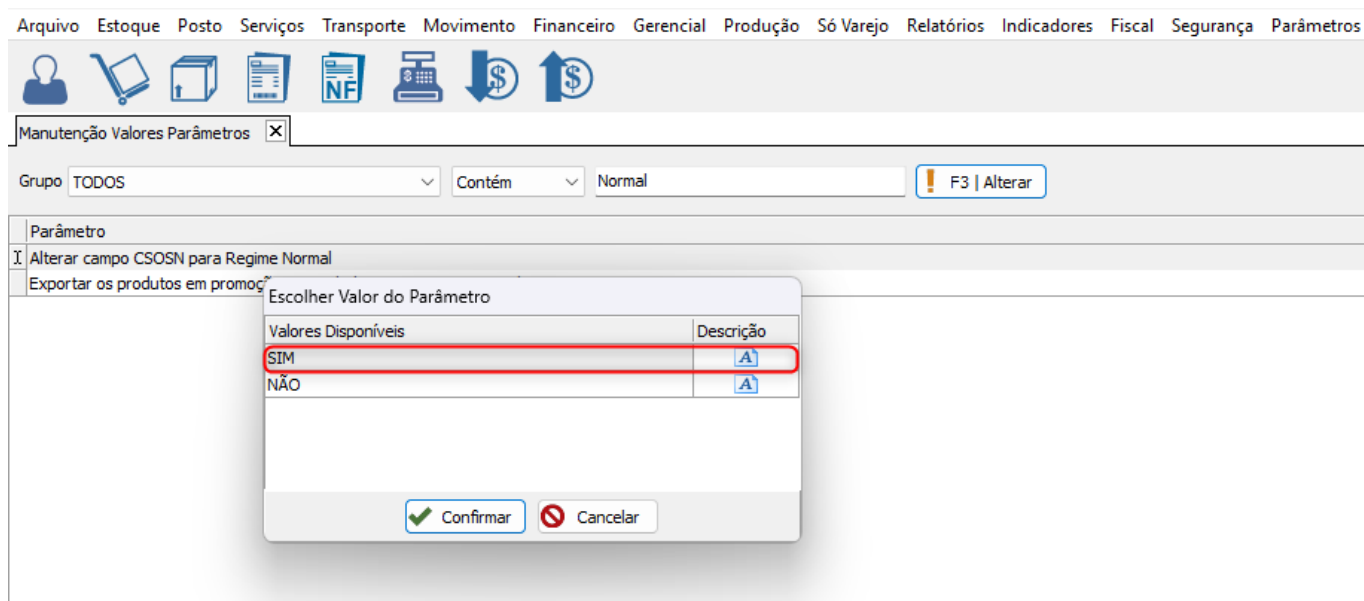 Arquivo Estoque Posto Serviços Transporte Movimento Financeiro Gerencial Produção Só Varejo Relatórios Indicadores Fiscal Segurança Parâmetros
NF
Manutenção Valores Parâmetros
Grupo TODOS Contém Normal F3 | Alterar
Parâmetro
Alterar campo CSOSN para Regime Normal
Exportar os produtos em
Escolher Valor do Parâmetro
Valores Disponíveis Descrição
SIM A
NÃO A
Confirmar Cancelar